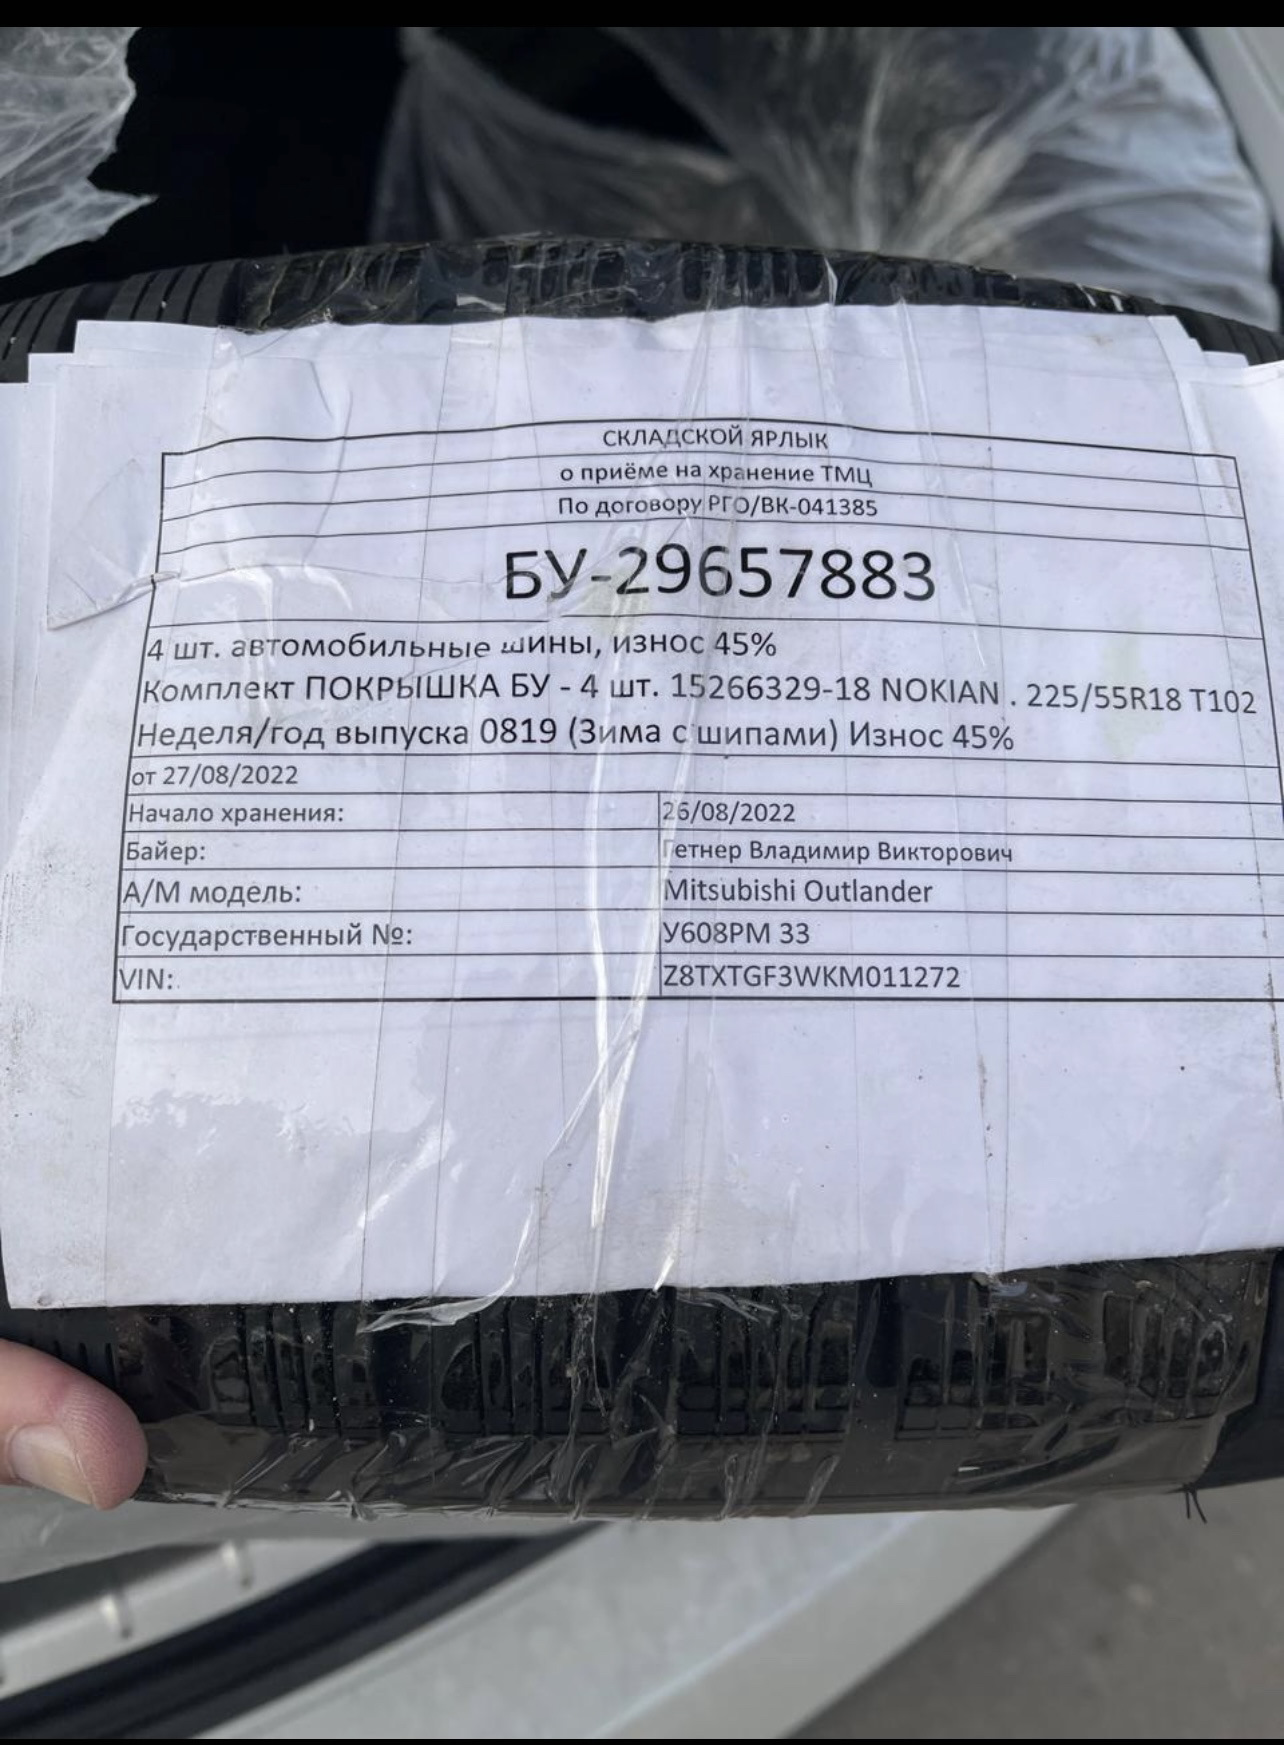 СКЛАДСКОЙ ЯРЛЫК
о приёме на хранение ТМЦ
По договору РГО/ВК-041385
БУ-29657883
4 шт. автомобильные шины, износ 45%
Комплект ПОКРЫШКА БУ - 4 шт. 15266329-18 NOKIAN . 225/55R18 T102
Неделя/год выпуска 0819 (Зима с шипами) Износ 45%
от 27/08/2022
Начало хранения: 26/08/2022
Байер: Гетнер Владимир Викторович
А/М модель: Mitsubishi Outlander
Государственный №: У608РМ 33
VIN: Z8TXTGF3WKM011272